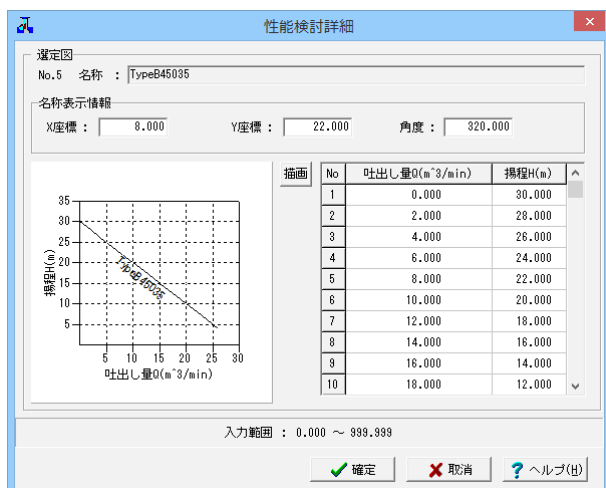 性能検討詳細
選定図
No.5 名称 : TypeB45035
名称表示情報
X座標 : 8.000 Y座標 : 22.000 角度 : 320.000
描画
No 吐出し量Q(m^3/min) 揚程H(m)
1 0.000 30.000
2 2.000 28.000
3 4.000 26.000
4 6.000 24.000
5 8.000 22.000
6 10.000 20.000
7 12.000 18.000
8 14.000 16.000
9 16.000 14.000
10 18.000 12.000
35
30
25
20
15
10
5
揚程H(m)
TypeB45035
5 10 15 20 25 30
吐出し量Q(m^3/min)
入力範囲 : 0.000 ～ 999.999
確定 取消 ヘルプ(H)